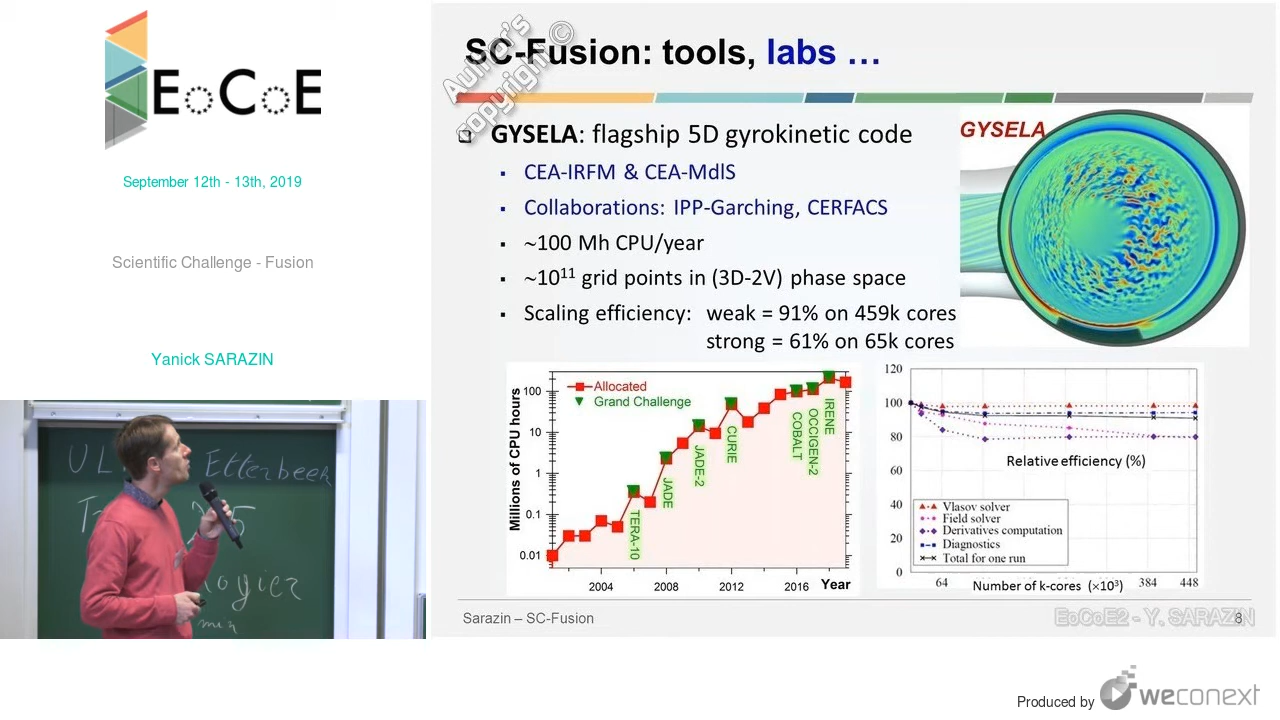 EoCoE
September 12th - 13th, 2019
Scientific Challenge - Fusion
Yanick SARAZIN
UL
Etterbeek
Author's
Copyright ©
SC-Fusion: tools, labs …
GYSELA: flagship 5D gyrokinetic code
CEA-IRFM & CEA-MdlS
Collaborations: IPP-Garching, CERFACS
~100 Mh CPU/year
~10¹¹ grid points in (3D-2V) phase space
Scaling efficiency: weak = 91% on 459k cores
strong = 61% on 65k cores
GYSELA
Millions of CPU hours
100
10
1
0.1
0.01
Allocated
Grand Challenge
TERA-10
JADE
JADE-2
CURIE
COBALT
OCCIGEN-2
IRENE
2004
2008
2012
2016
Year
120
100
80
60
40
20
0
Relative efficiency (%)
Vlasov solver
Field solver
Derivatives computation
Diagnostics
Total for one run
64
384
448
Number of k-cores (×10³)
Sarazin – SC-Fusion
EoCoE2 - Y. SARAZIN
8
Produced by weconext